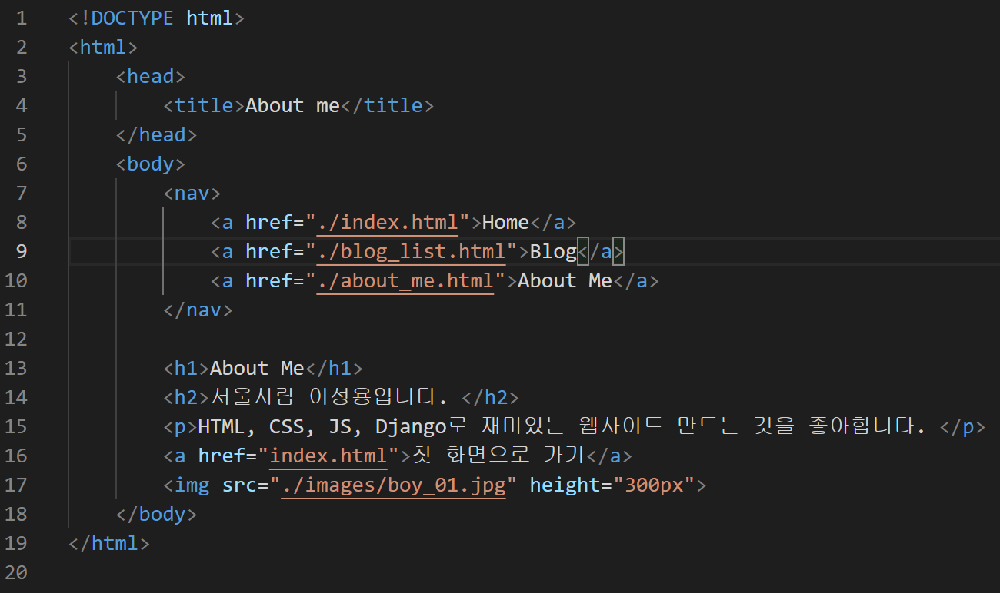 1 <!DOCTYPE html>
2 <html>
3     <head>
4         <title>About me</title>
5     </head>
6     <body>
7         <nav>
8             <a href="./index.html">Home</a>
9             <a href="./blog_list.html">Blog</a>
10             <a href="./about_me.html">About Me</a>
11         </nav>
12
13         <h1>About Me</h1>
14         <h2>서울사람 이성용입니다. </h2>
15         <p>HTML, CSS, JS, Django로 재미있는 웹사이트 만드는 것을 좋아합니다. </p>
16         <a href="index.html">첫 화면으로 가기</a>
17         <img src="./images/boy_01.jpg" height="300px">
18     </body>
19 </html>
20